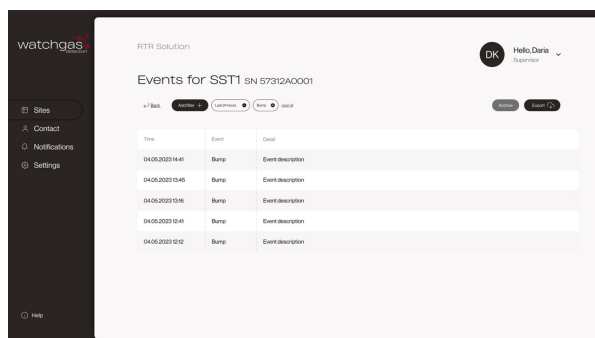 watchgas
detection
Sites
Contact
Notifications
Settings
Help
RTR Solution
DK
Hello, Daria
Supervisor
Events for SST1 SN 57312A0001
Back
Add filter +
Last 24 hours
Bump
Clear all
Archive
Export
Time Event Detail
04.05.2023 14:41 Bump Event description
04.05.2023 13:45 Bump Event description
04.05.2023 13:16 Bump Event description
04.05.2023 12:41 Bump Event description
04.05.2023 12:12 Bump Event description